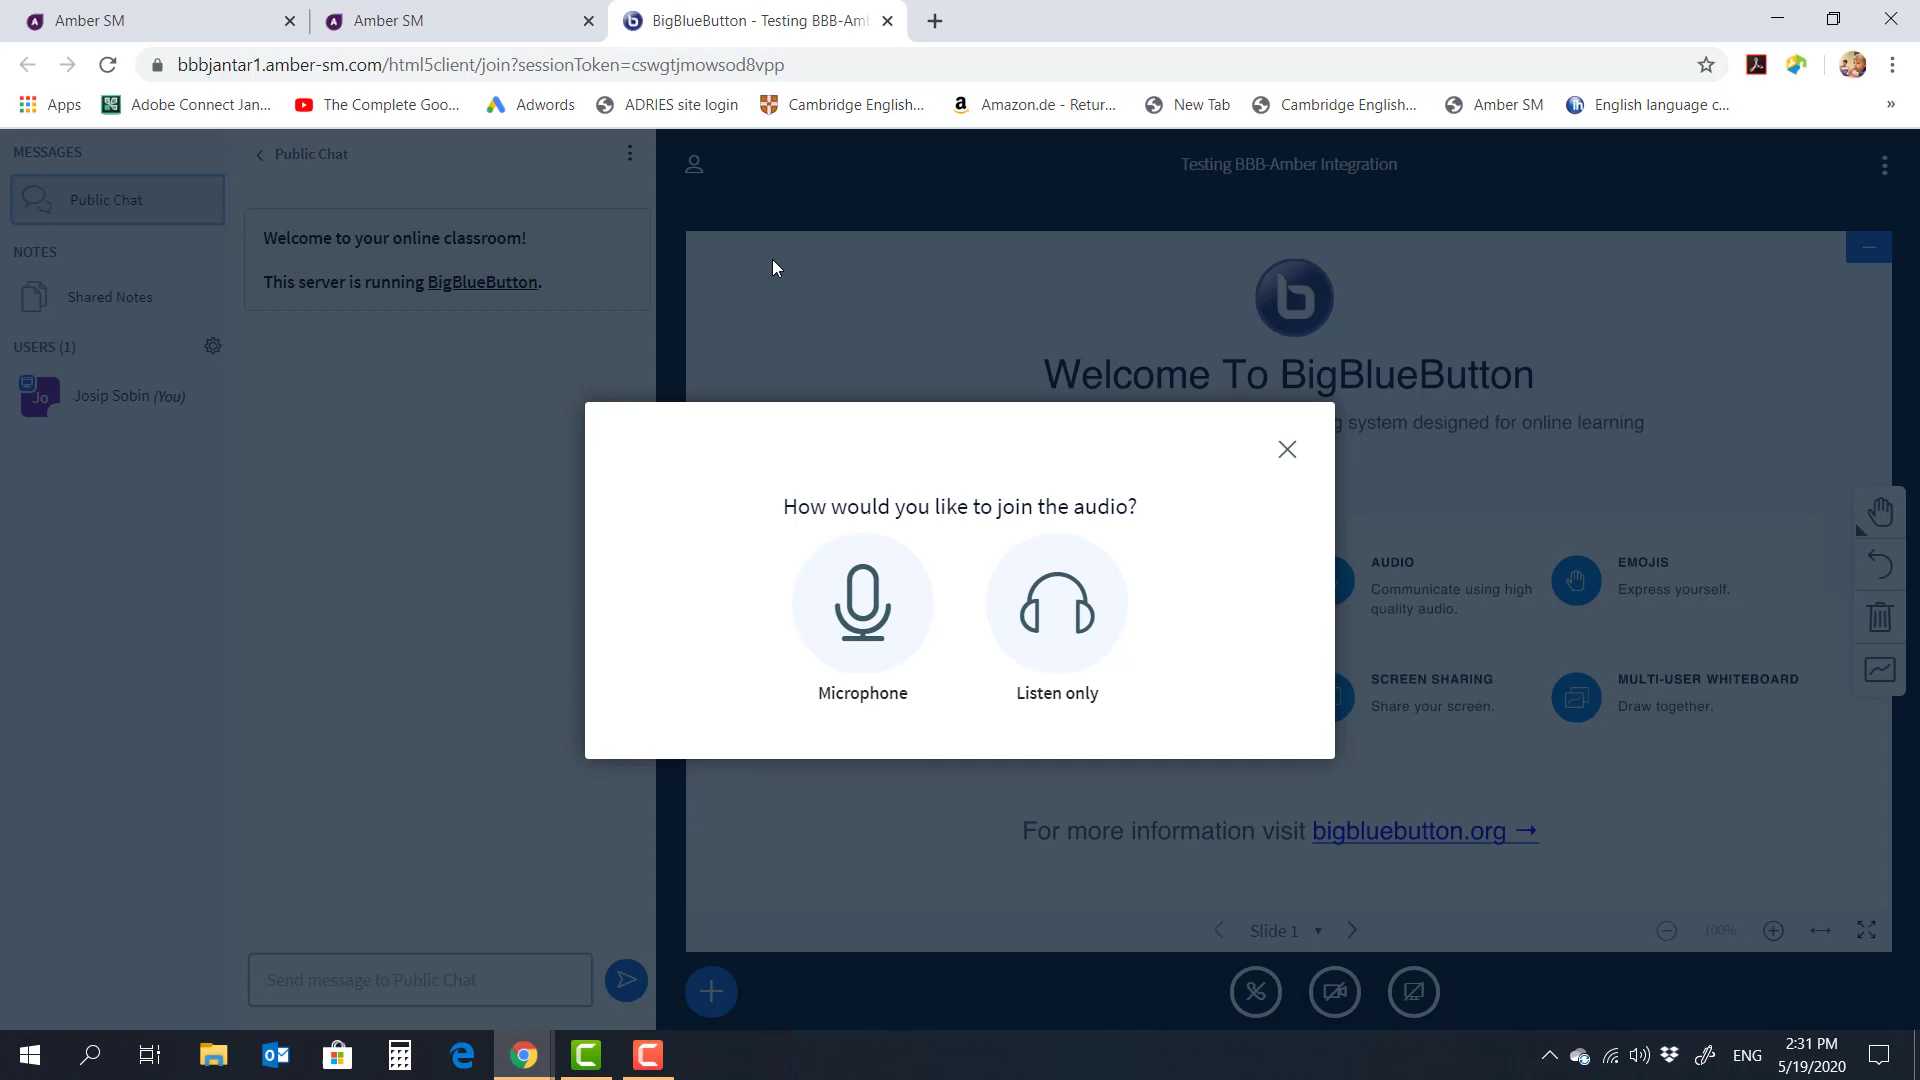 Amber SM
Amber SM
BigBlueButton - Testing BBB-Am
bbbjantar1.amber-sm.com/html5client/join?sessionToken=cswgtjmowsod8vpp
Apps
Adobe Connect Jan...
The Complete Goo...
Adwords
ADRIES site login
Cambridge English...
Amazon.de - Retur...
New Tab
Cambridge English...
Amber SM
English language c...
»
MESSAGES
Public Chat
NOTES
Shared Notes
USERS (1)
Jo
Josip Sobin (You)
Public Chat
Welcome to your online classroom!
This server is running BigBlueButton.
Send message to Public Chat
Testing BBB-Amber Integration
Welcome To BigBlueButton
system designed for online learning
How would you like to join the audio?
Microphone
Listen only
AUDIO
Communicate using high
quality audio.
EMOJIS
Express yourself.
SCREEN SHARING
Share your screen.
MULTI-USER WHITEBOARD
Draw together.
For more information visit bigbluebutton.org →
Slide 1
100%
ENG
2:31 PM
5/19/2020